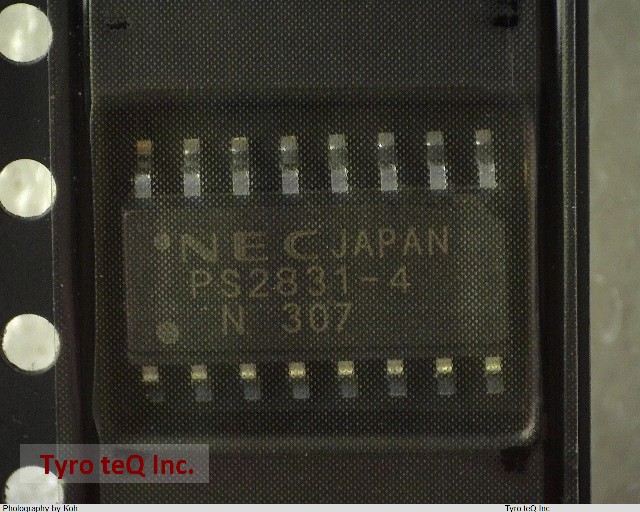 NEC JAPAN
PS2831-4
N 307
Tyro teQ Inc.
Photography by Koh
Tyro teQ Inc